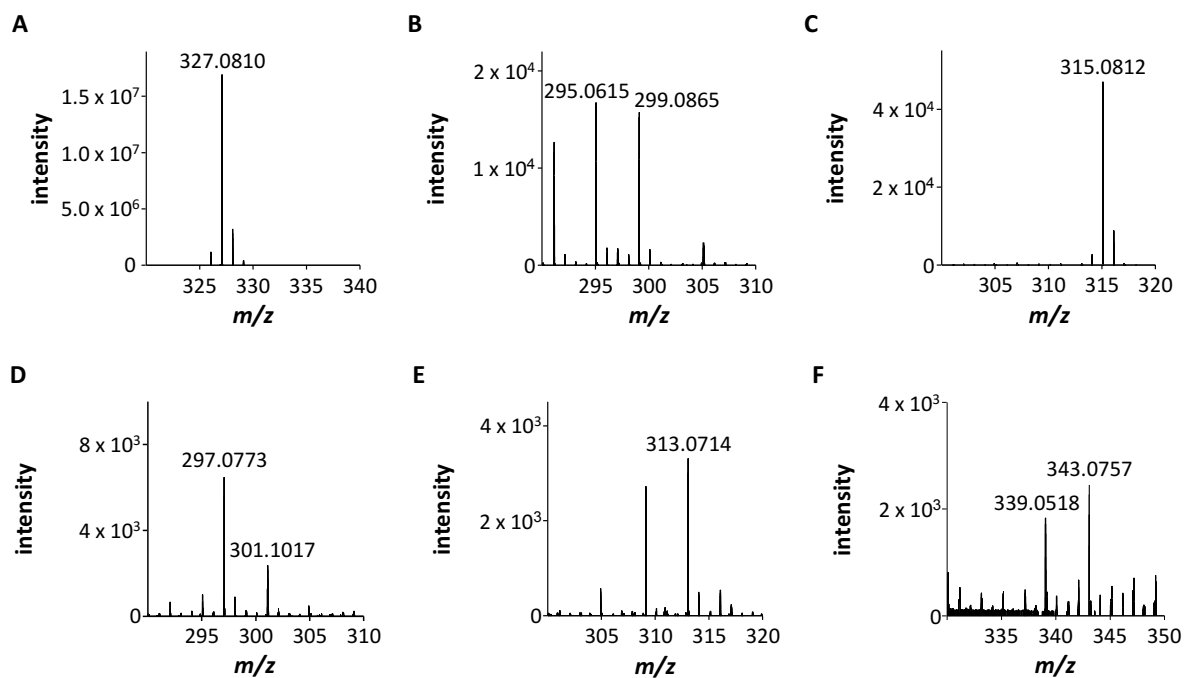 A
327.0810
1.5 x 10⁷
1.0 x 10⁷
5.0 x 10⁶
0
intensity
325 330 335 340
m/z
B
2 x 10⁴
295.0615 299.0865
1 x 10⁴
0
intensity
295 300 305 310
m/z
C
315.0812
4 x 10⁴
2 x 10⁴
0
intensity
305 310 315 320
m/z
D
8 x 10³
297.0773
4 x 10³
301.1017
0
intensity
295 300 305 310
m/z
E
4 x 10³
313.0714
2 x 10³
0
intensity
305 310 315 320
m/z
F
4 x 10³
343.0757
339.0518
2 x 10³
0
intensity
335 340 345 350
m/z